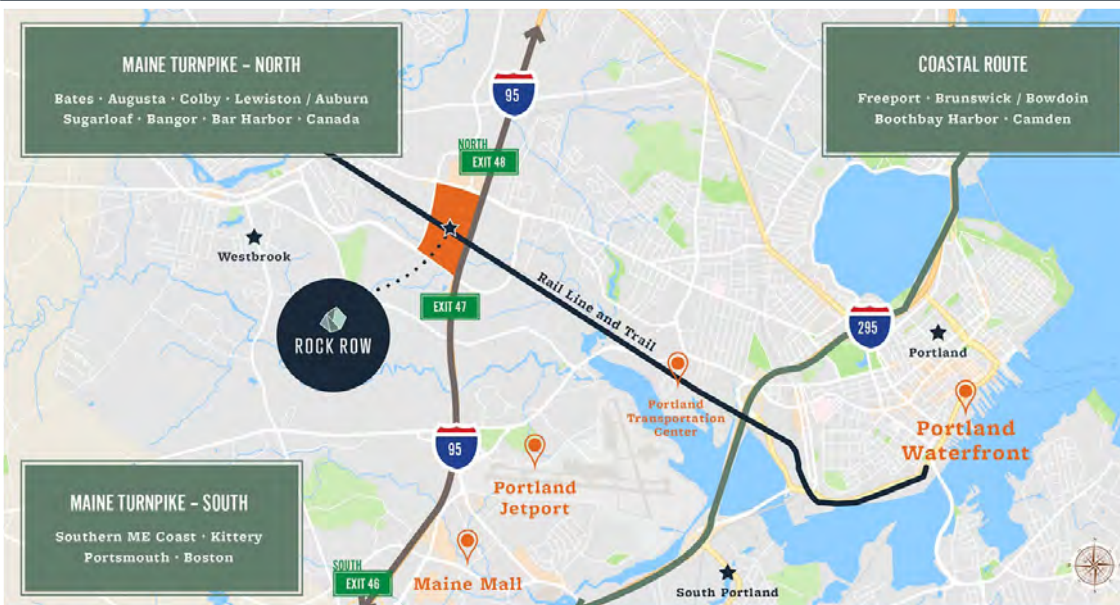 MAINE TURNPIKE – NORTH
Bates · Augusta · Colby · Lewiston / Auburn
Sugarloaf · Bangor · Bar Harbor · Canada
COASTAL ROUTE
Freeport · Brunswick / Bowdoin
Boothbay Harbor · Camden
95
NORTH
EXIT 48
Westbrook
ROCK ROW
EXIT 47
Rail Line and Trail
295
Portland
Portland
Transportation
Center
Portland
Waterfront
95
Portland
Jetport
MAINE TURNPIKE – SOUTH
Southern ME Coast · Kittery
Portsmouth · Boston
SOUTH
EXIT 46
Maine Mall
South Portland